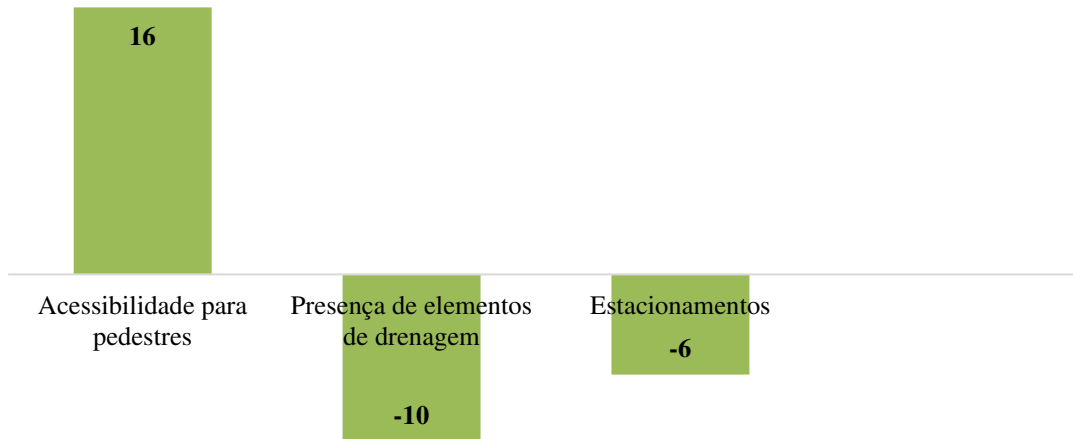 16
Acessibilidade para
pedestres
Presença de elementos
de drenagem
Estacionamentos
-6
-10